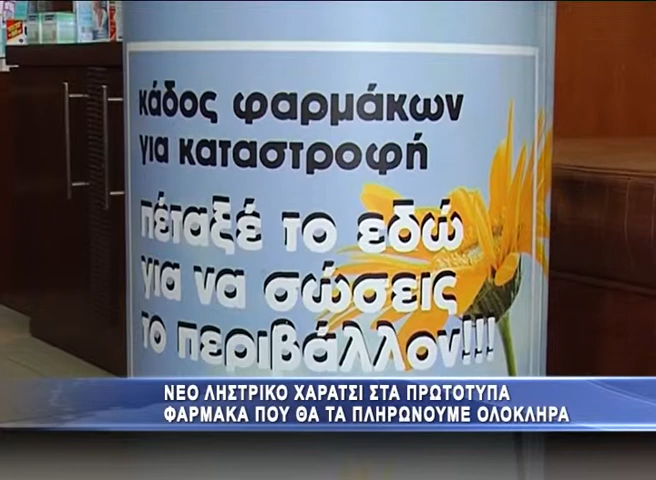 κάδος φαρμάκων
για καταστροφή
πέταξέ το εδώ
για να σώσεις
το περιβάλλον!!!
ΝΕΟ ΛΗΣΤΡΙΚΟ ΧΑΡΑΤΣΙ ΣΤΑ ΠΡΩΤΟΤΥΠΑ
ΦΑΡΜΑΚΑ ΠΟΥ ΘΑ ΤΑ ΠΛΗΡΩΝΟΥΜΕ ΟΛΟΚΛΗΡΑ